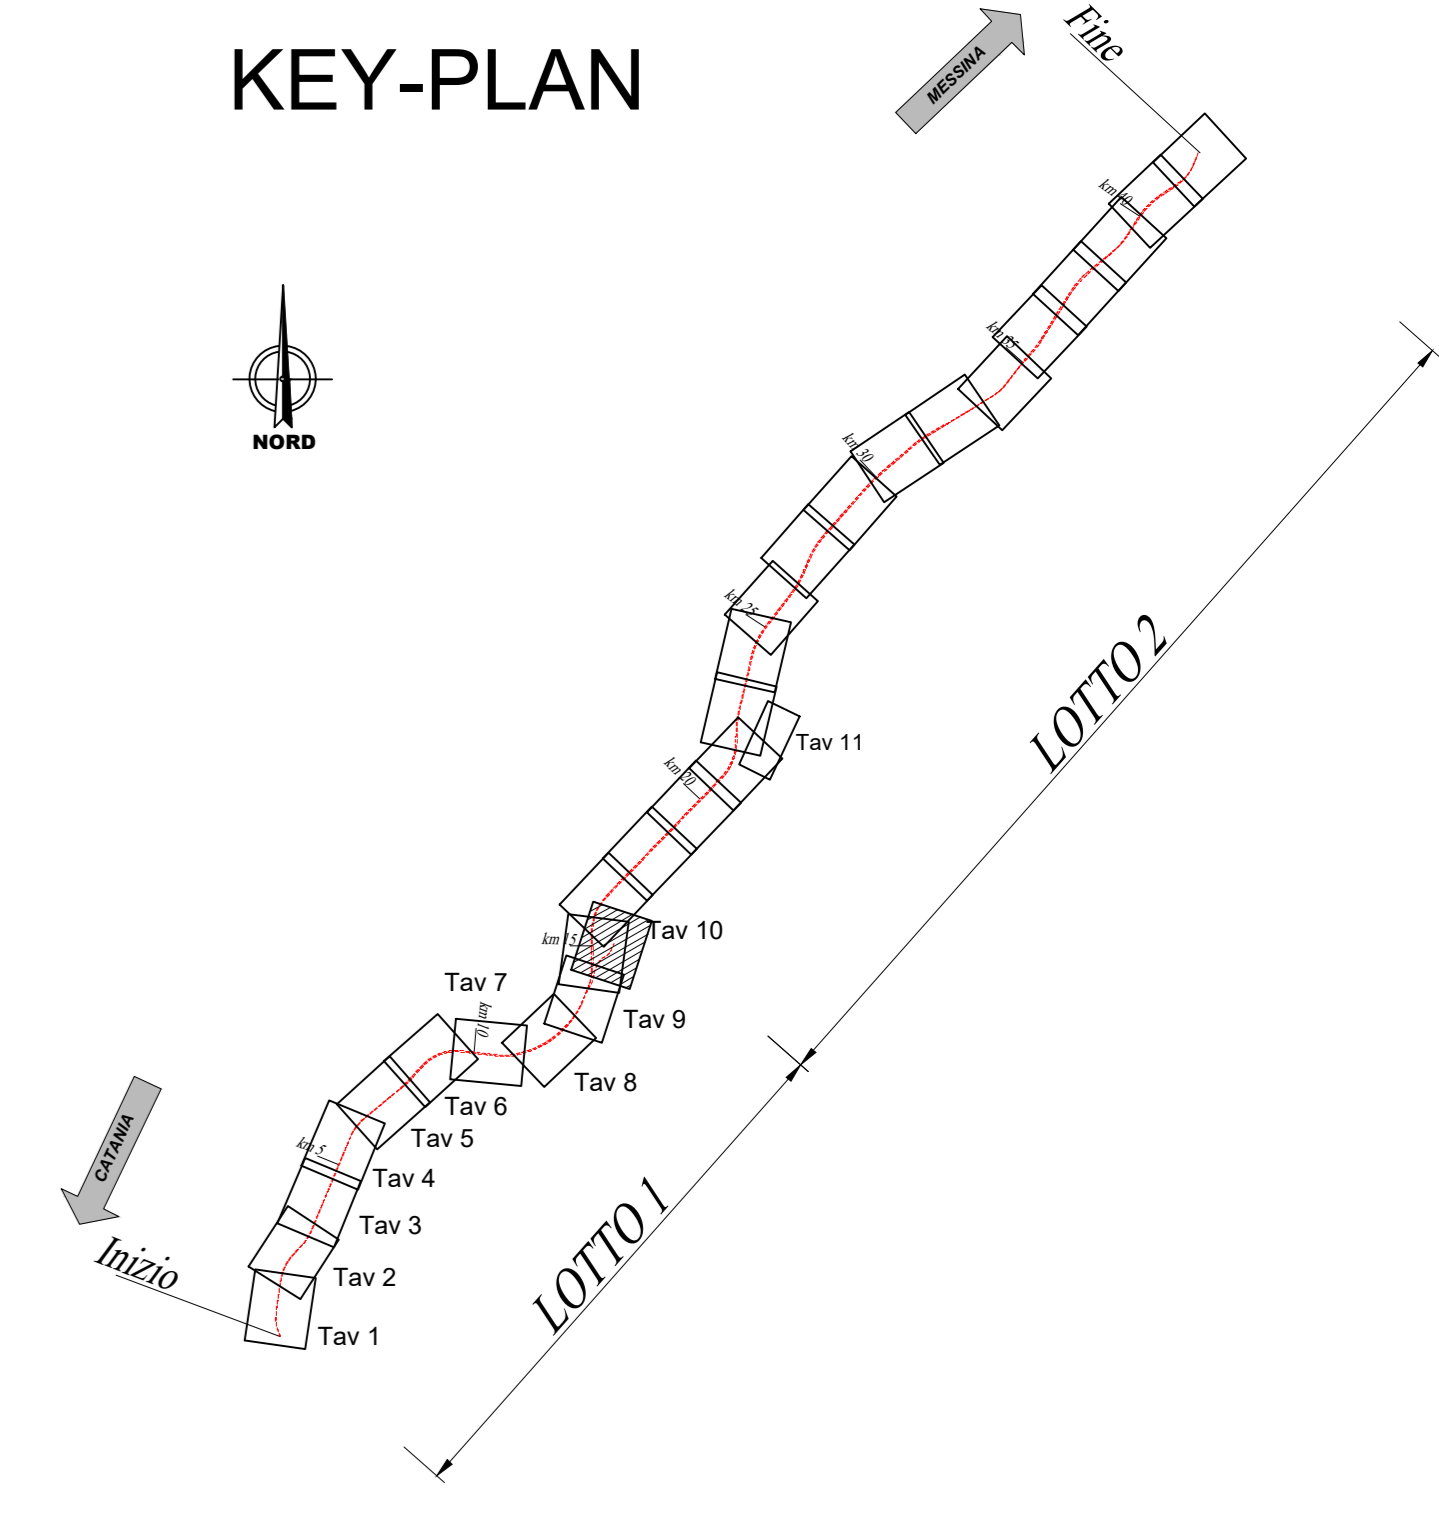 KEY-PLAN
MESSINA
Fine
km 40
NORD
km 35
km 30
km 25
LOTTO 2
Tav 11
km 20
Tav 10
km 15
Tav 7
km 10
Tav 9
Tav 8
Tav 6
Tav 5
CATANIA
km 5
Tav 4
LOTTO 1
Tav 3
Inizio
Tav 2
Tav 1